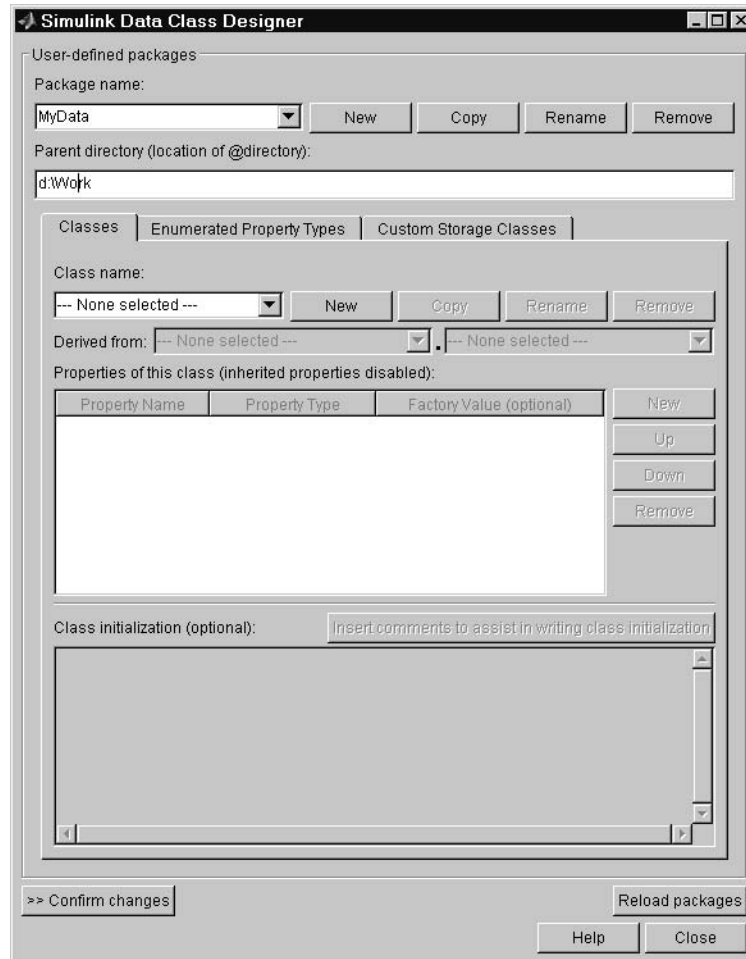 Simulink Data Class Designer
User-defined packages
Package name:
MyData New Copy Rename Remove
Parent directory (location of @directory):
d:\Work
Classes Enumerated Property Types Custom Storage Classes
Class name:
--- None selected --- New Copy Rename Remove
Derived from: --- None selected --- . --- None selected ---
Properties of this class (inherited properties disabled):
Property Name Property Type Factory Value (optional) New
Up
Down
Remove
Class initialization (optional): Insert comments to assist in writing class initialization
>> Confirm changes Reload packages
Help Close